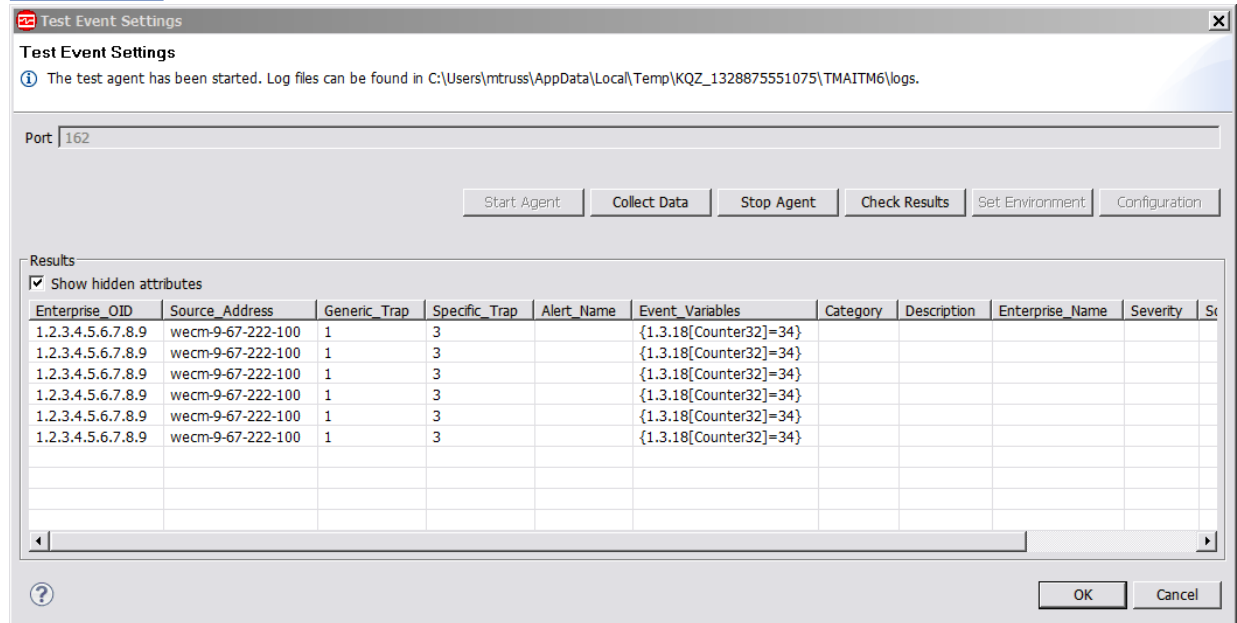 Test Event Settings
Test Event Settings
The test agent has been started. Log files can be found in C:\Users\mtruss\AppData\Local\Temp\KQZ_1328875551075\TMAITM6\logs.
Port 162
Start Agent Collect Data Stop Agent Check Results Set Environment Configuration
Results
Show hidden attributes
Enterprise_OID Source_Address Generic_Trap Specific_Trap Alert_Name Event_Variables Category Description Enterprise_Name Severity
1.2.3.4.5.6.7.8.9 wecm-9-67-222-100 1 3 {1.3.18[Counter32]=34}
1.2.3.4.5.6.7.8.9 wecm-9-67-222-100 1 3 {1.3.18[Counter32]=34}
1.2.3.4.5.6.7.8.9 wecm-9-67-222-100 1 3 {1.3.18[Counter32]=34}
1.2.3.4.5.6.7.8.9 wecm-9-67-222-100 1 3 {1.3.18[Counter32]=34}
1.2.3.4.5.6.7.8.9 wecm-9-67-222-100 1 3 {1.3.18[Counter32]=34}
1.2.3.4.5.6.7.8.9 wecm-9-67-222-100 1 3 {1.3.18[Counter32]=34}
OK Cancel